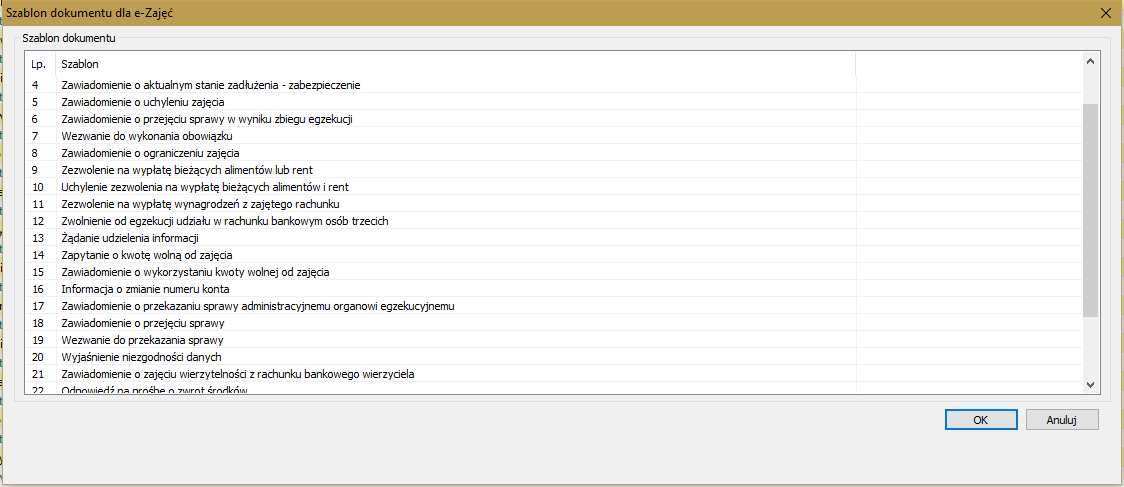 Szablon dokumentu dla e-Zajęć
Szablon dokumentu
Lp. Szablon
4 Zawiadomienie o aktualnym stanie zadłużenia - zabezpieczenie
5 Zawiadomienie o uchyleniu zajęcia
6 Zawiadomienie o przejęciu sprawy w wyniku zbiegu egzekucji
7 Wezwanie do wykonania obowiązku
8 Zawiadomienie o ograniczeniu zajęcia
9 Zezwolenie na wypłatę bieżących alimentów lub rent
10 Uchylenie zezwolenia na wypłatę bieżących alimentów i rent
11 Zezwolenie na wypłatę wynagrodzeń z zajętego rachunku
12 Zwolnienie od egzekucji udziału w rachunku bankowym osób trzecich
13 Żądanie udzielenia informacji
14 Zapytanie o kwotę wolną od zajęcia
15 Zawiadomienie o wykorzystaniu kwoty wolnej od zajęcia
16 Informacja o zmianie numeru konta
17 Zawiadomienie o przekazaniu sprawy administracyjnemu organowi egzekucyjnemu
18 Zawiadomienie o przejęciu sprawy
19 Wezwanie do przekazania sprawy
20 Wyjaśnienie niezgodności danych
21 Zawiadomienie o zajęciu wierzytelności z rachunku bankowego wierzyciela
22 Odpowiedź na prośbę o zwrot środków
OK Anuluj